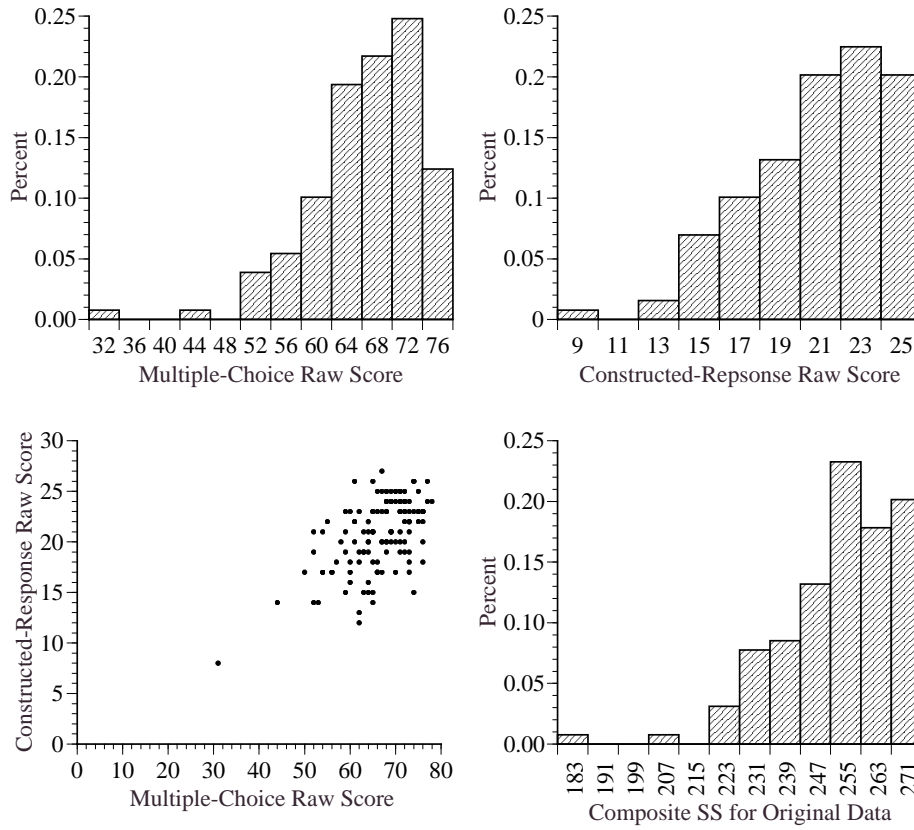 0.25
0.20
0.15
0.10
0.05
0.00
Percent
32 36 40 44 48 52 56 60 64 68 72 76
Multiple-Choice Raw Score
0.25
0.20
0.15
0.10
0.05
0
Percent
9 11 13 15 17 19 21 23 25
Constructed-Repsonse Raw Score
30
25
20
15
10
5
0
Constructed-Response Raw Score
0 10 20 30 40 50 60 70 80
Multiple-Choice Raw Score
0.25
0.20
0.15
0.10
0.05
0.00
Percent
183 191 199 207 215 223 231 239 247 255 263 271
Composite SS for Original Data